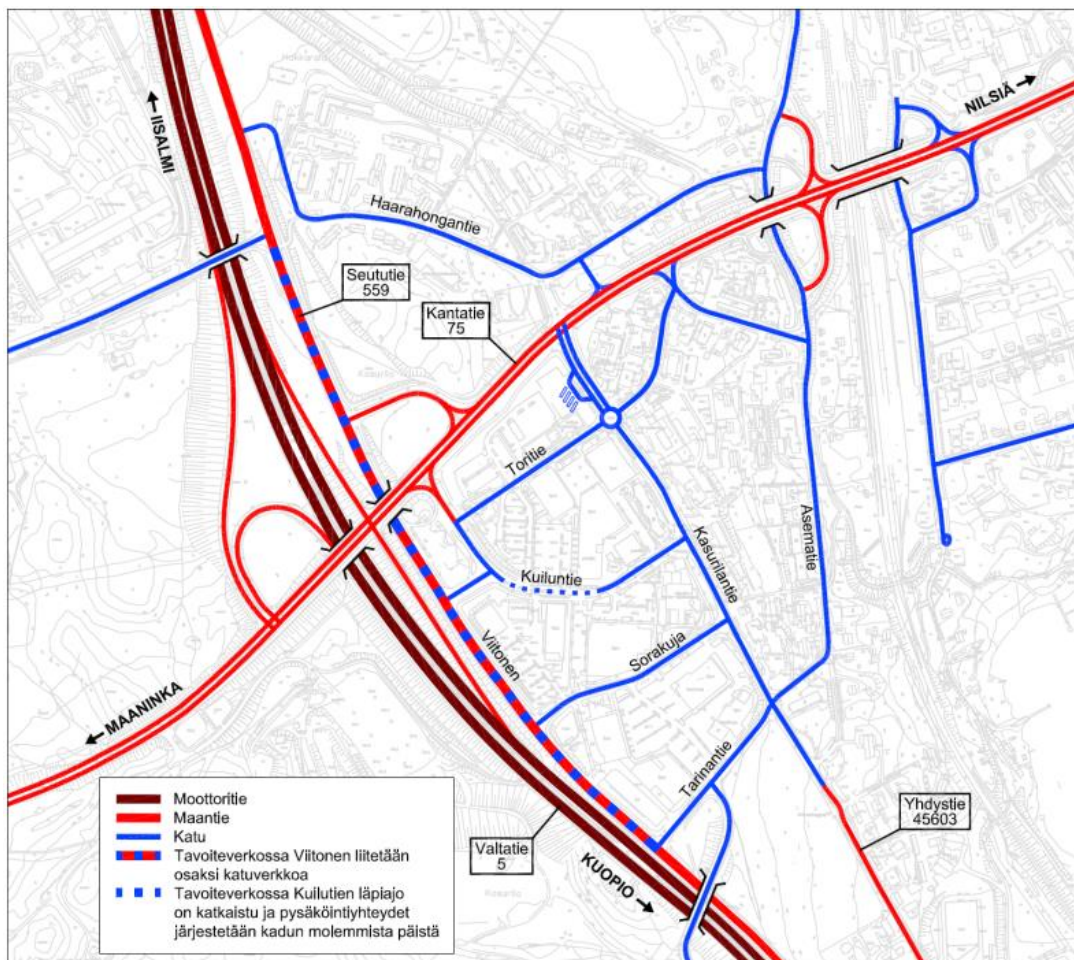 NILSIÄ
IISALMI
Haarahongantie
Seututie
559
Kantatie
75
Toritie
Asematie
Kasurilantie
Kuiluntie
Viitonen
Sorakuja
MAANINKA
Tarinantie
Yhdystie
45603
Valtatie
5
KUOPIO
Moottoritie
Maantie
Katu
Tavoiteverkossa Viitonen liitetään
osaksi katuverkkoa
Tavoiteverkossa Kuilutien läpiajo
on katkaistu ja pysäköintiyhteydet
järjestetään kadun molemmista päistä